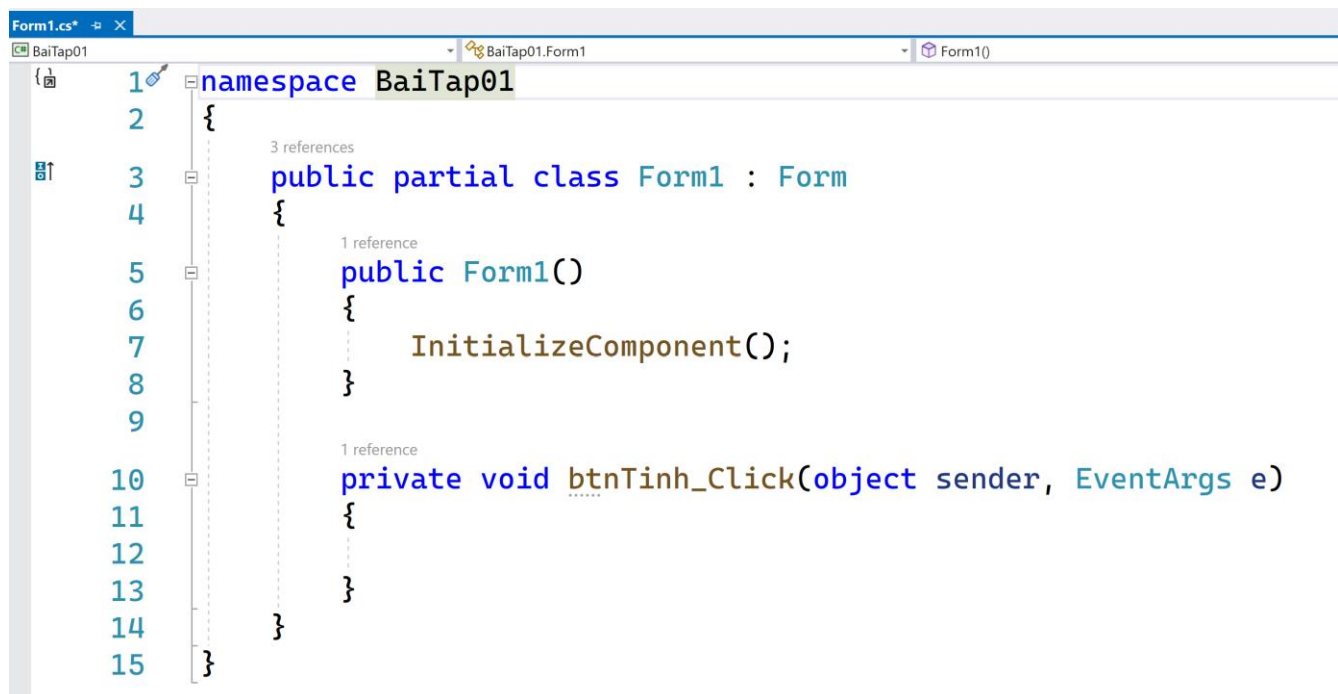 Form1.cs*
BaiTap01 BaiTap01.Form1 Form1()
1 namespace BaiTap01
2 {
3 references
3 public partial class Form1 : Form
4 {
1 reference
5 public Form1()
6 {
7 InitializeComponent();
8 }
9
1 reference
10 private void btnTinh_Click(object sender, EventArgs e)
11 {
12
13 }
14 }
15 }